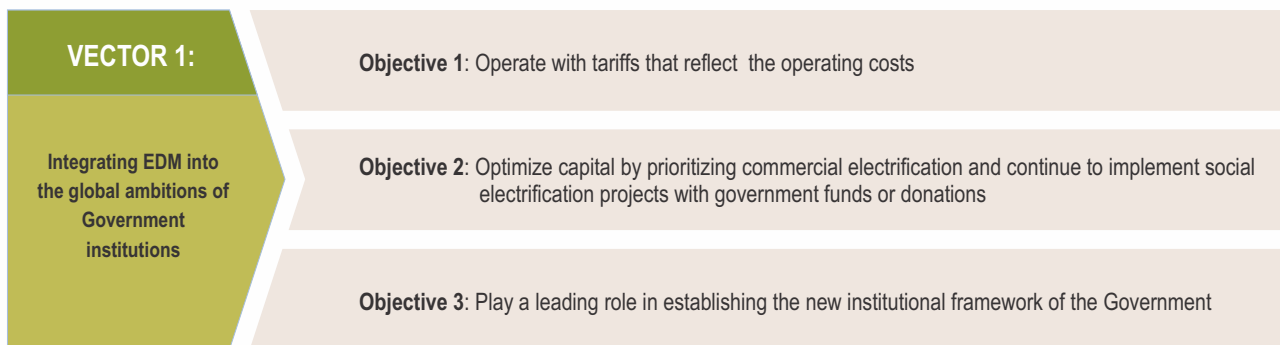 VECTOR 1:
Integrating EDM into
the global ambitions of
Government
institutions
Objective 1: Operate with tariffs that reflect the operating costs
Objective 2: Optimize capital by prioritizing commercial electrification and continue to implement social
electrification projects with government funds or donations
Objective 3: Play a leading role in establishing the new institutional framework of the Government